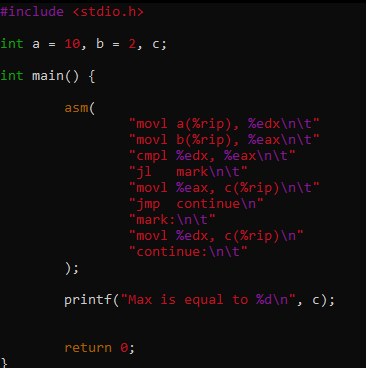 #include <stdio.h>
int a = 10, b = 2, c;
int main() {
asm(
"movl a(%rip), %edx\n\t"
"movl b(%rip), %eax\n\t"
"cmpl %edx, %eax\n\t"
"jl   mark\n\t"
"movl %eax, c(%rip)\n\t"
"jmp  continue\n"
"mark:\n\t"
"movl %edx, c(%rip)\n"
"continue:\n\t"
);
printf("Max is equal to %d\n", c);
return 0;
}